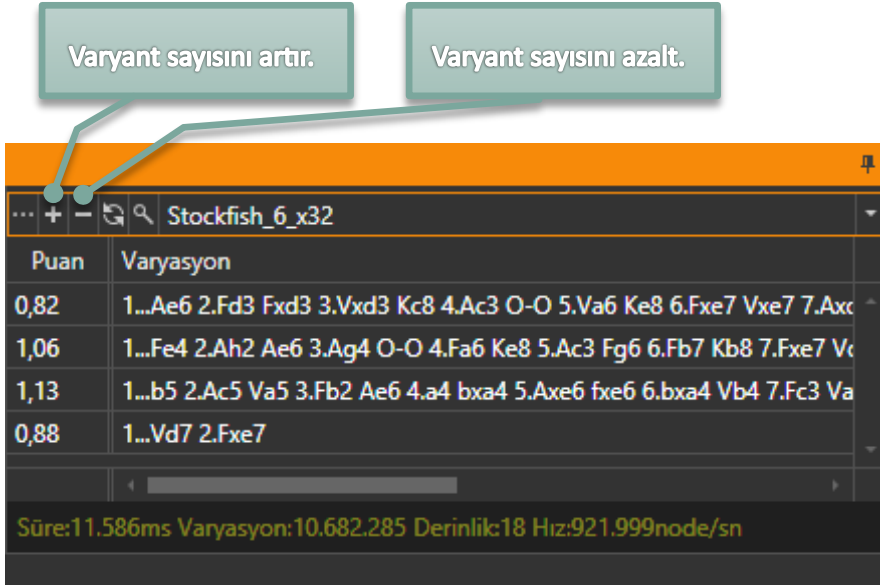 Varyant sayısını artır.
Varyant sayısını azalt.
Stockfish_6_x32
Puan Varyasyon
0,82 1...Ae6 2.Fd3 Fxd3 3.Vxd3 Kc8 4.Ac3 O-O 5.Va6 Ke8 6.Fxe7 Vxe7 7.Axc
1,06 1...Fe4 2.Ah2 Ae6 3.Ag4 O-O 4.Fa6 Ke8 5.Ac3 Fg6 6.Fb7 Kb8 7.Fxe7 Vc
1,13 1...b5 2.Ac5 Va5 3.Fb2 Ae6 4.a4 bxa4 5.Axe6 fxe6 6.bxa4 Vb4 7.Fc3 Va
0,88 1...Vd7 2.Fxe7
Süre:11.586ms Varyasyon:10.682.285 Derinlik:18 Hız:921.999node/sn